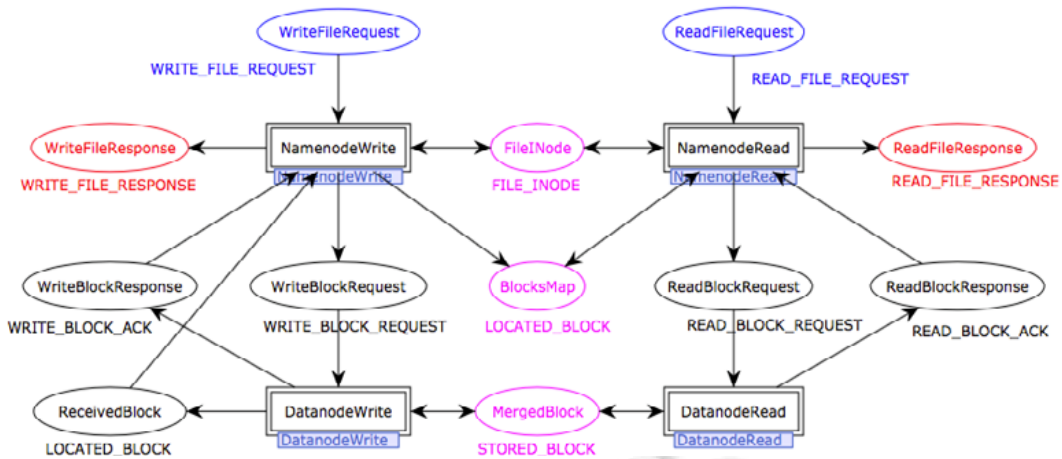 WriteFileRequest
ReadFileRequest
WRITE_FILE_REQUEST
READ_FILE_REQUEST
WriteFileResponse
NamenodeWrite
FileINode
NamenodeRead
ReadFileResponse
WRITE_FILE_RESPONSE
NamenodeWrite
FILE_INODE
NamenodeRead
READ_FILE_RESPONSE
WriteBlockResponse
WriteBlockRequest
BlocksMap
ReadBlockRequest
ReadBlockResponse
WRITE_BLOCK_ACK
WRITE_BLOCK_REQUEST
LOCATED_BLOCK
READ_BLOCK_REQUEST
READ_BLOCK_ACK
ReceivedBlock
DatanodeWrite
MergedBlock
DatanodeRead
LOCATED_BLOCK
DatanodeWrite
STORED_BLOCK
DatanodeRead